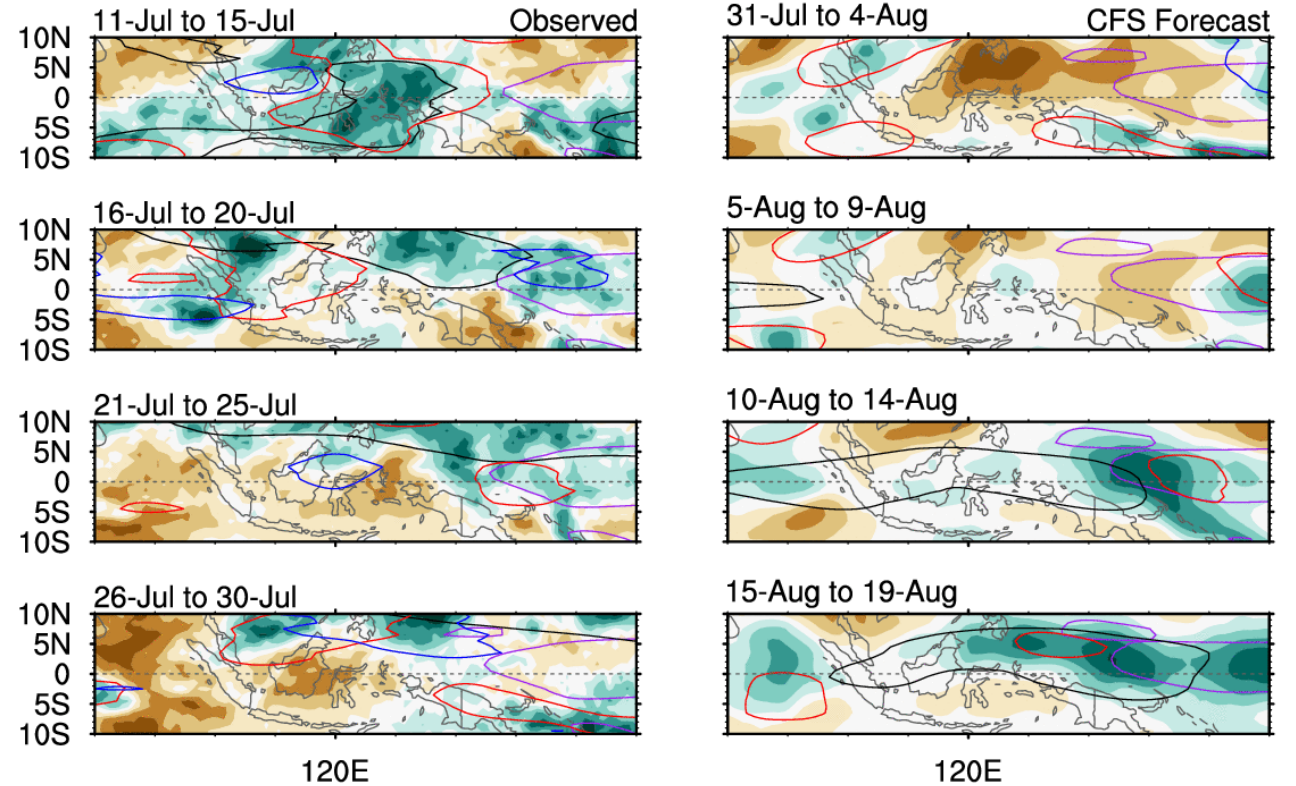 11-Jul to 15-Jul Observed
10N
5N
0
5S
10S
16-Jul to 20-Jul
10N
5N
0
5S
10S
21-Jul to 25-Jul
10N
5N
0
5S
10S
26-Jul to 30-Jul
10N
5N
0
5S
10S
120E
31-Jul to 4-Aug CFS Forecast
5-Aug to 9-Aug
10-Aug to 14-Aug
15-Aug to 19-Aug
120E